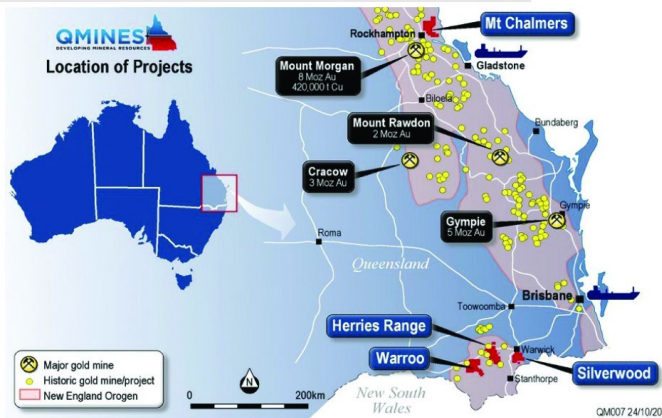 QMINES
DEVELOPING MINERAL RESOURCES
Location of Projects
Mt Chalmers
Rockhampton
Gladstone
Mount Morgan
8 Moz Au
420,000 t Cu
Biloela
Bundaberg
Mount Rawdon
2 Moz Au
Cracow
3 Moz Au
Gympie
Gympie
5 Moz Au
Roma
Queensland
Brisbane
Toowoomba
Herries Range
Warroo
Warwick
Silverwood
Stanthorpe
New South
Wales
Major gold mine
Historic gold mine/project
New England Orogen
N
0
200km
QM007 24/10/20